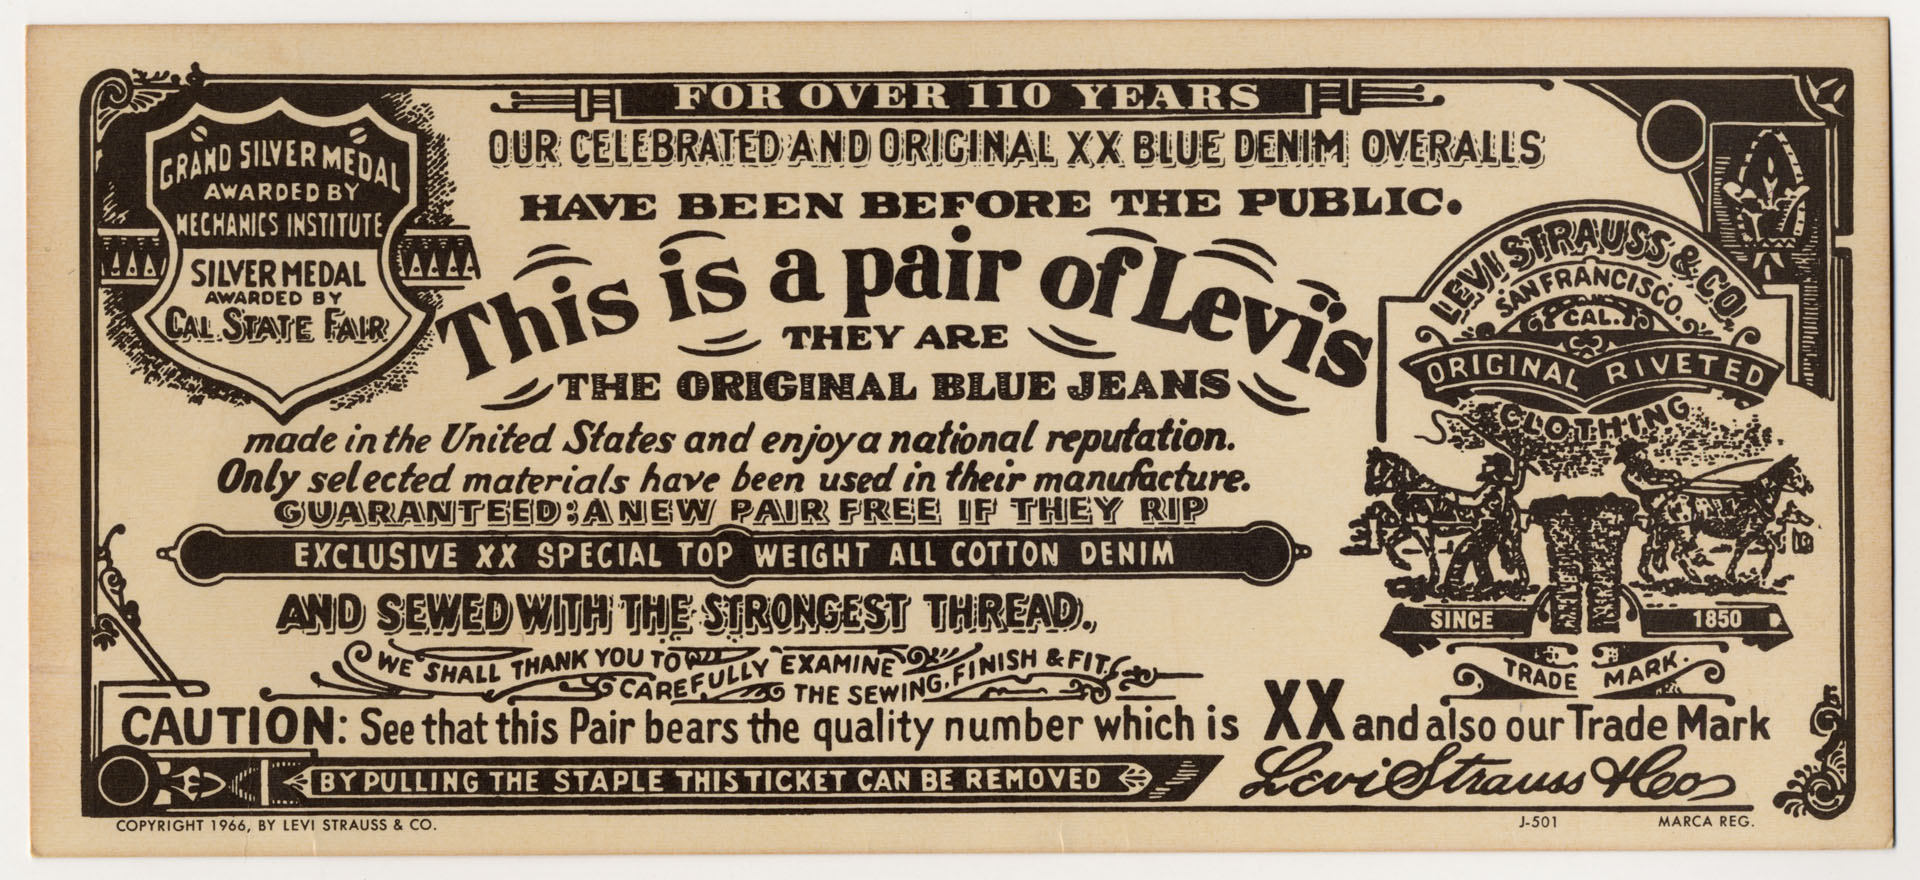 FOR OVER 110 YEARS
OUR CELEBRATED AND ORIGINAL XX BLUE DENIM OVERALLS
HAVE BEEN BEFORE THE PUBLIC.
GRAND SILVER MEDAL
AWARDED BY
MECHANICS INSTITUTE
SILVER MEDAL
AWARDED BY
CAL. STATE FAIR
This is a pair of Levi's
THEY ARE
THE ORIGINAL BLUE JEANS
made in the United States and enjoy a national reputation.
Only selected materials have been used in their manufacture.
GUARANTEED: A NEW PAIR FREE IF THEY RIP
EXCLUSIVE XX SPECIAL TOP WEIGHT ALL COTTON DENIM
AND SEWED WITH THE STRONGEST THREAD.
WE SHALL THANK YOU TO CAREFULLY EXAMINE
THE SEWING, FINISH & FIT.
LEVI STRAUSS & CO.
SAN FRANCISCO.
CAL.
ORIGINAL RIVETED
CLOTHING
SINCE 1850
TRADE MARK.
CAUTION: See that this Pair bears the quality number which is XX and also our Trade Mark
BY PULLING THE STAPLE THIS TICKET CAN BE REMOVED
Levi Strauss & Co
COPYRIGHT 1966, BY LEVI STRAUSS & CO.
J-501
MARCA REG.